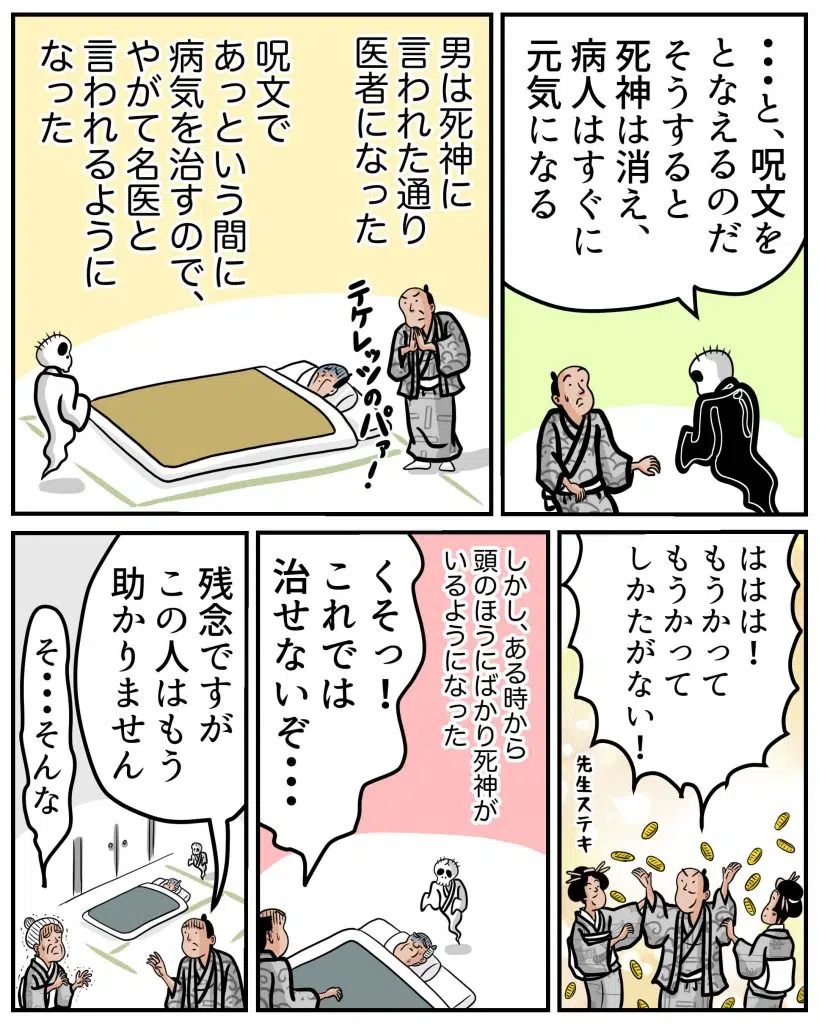 ・・・と、呪文を
となえるのだ
そうすると
死神は消え、
病人はすぐに
元気になる
男は死神に
言われた通り
医者になった
呪文で
あっという間に
病気を治すので、
やがて名医と
言われるように
なった
テケレッツのパァー！
ははは！
もうかって
もうかって
しかたがない！
先生ステキ
しかし、ある時から
頭のほうにばかり死神が
いるようになった
くそっ！
これでは
治せないぞ・・・
残念ですが
この人はもう
助かりません
そ・・・そんな